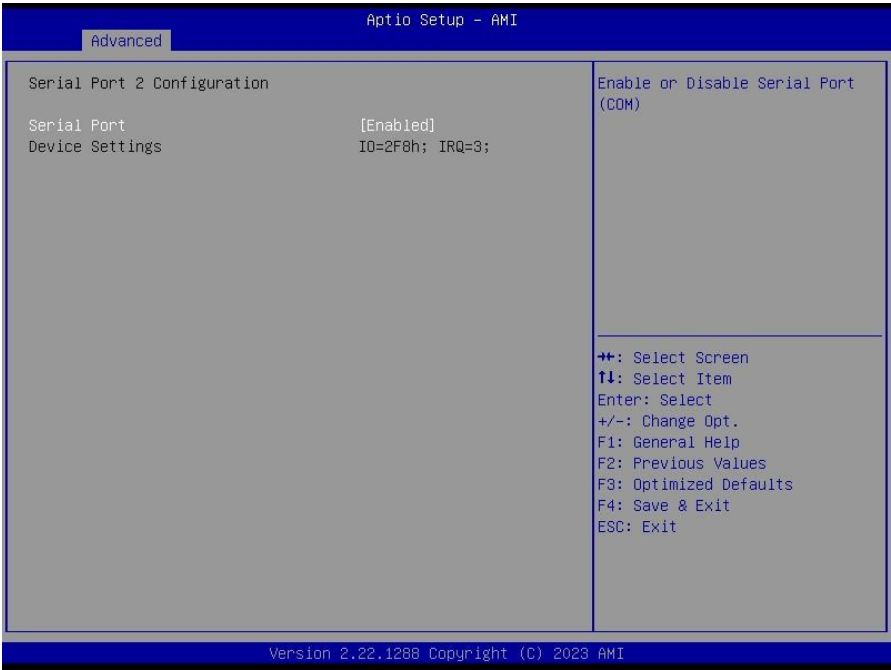 Aptio Setup - AMI
Advanced
Serial Port 2 Configuration
Serial Port [Enabled]
Device Settings IO=2F8h; IRQ=3;
Enable or Disable Serial Port
(COM)
→←: Select Screen
↑↓: Select Item
Enter: Select
+/-: Change Opt.
F1: General Help
F2: Previous Values
F3: Optimized Defaults
F4: Save & Exit
ESC: Exit
Version 2.22.1288 Copyright (C) 2023 AMI